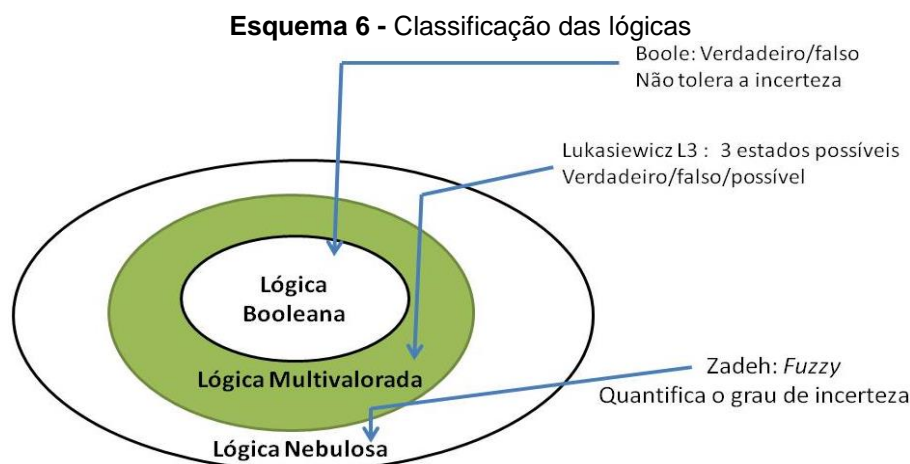 Esquema 6 - Classificação das lógicas
Boole: Verdadeiro/falso
Não tolera a incerteza
Lukasiewicz L3 : 3 estados possíveis
Verdadeiro/falso/possível
Lógica
Booleana
Lógica Multivalorada
Zadeh: Fuzzy
Quantifica o grau de incerteza
Lógica Nebulosa